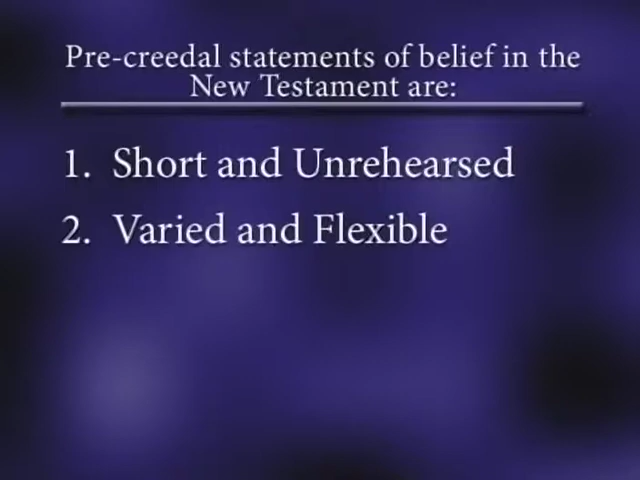 Pre-creedal statements of belief in the
New Testament are:
1. Short and Unrehearsed
2. Varied and Flexible